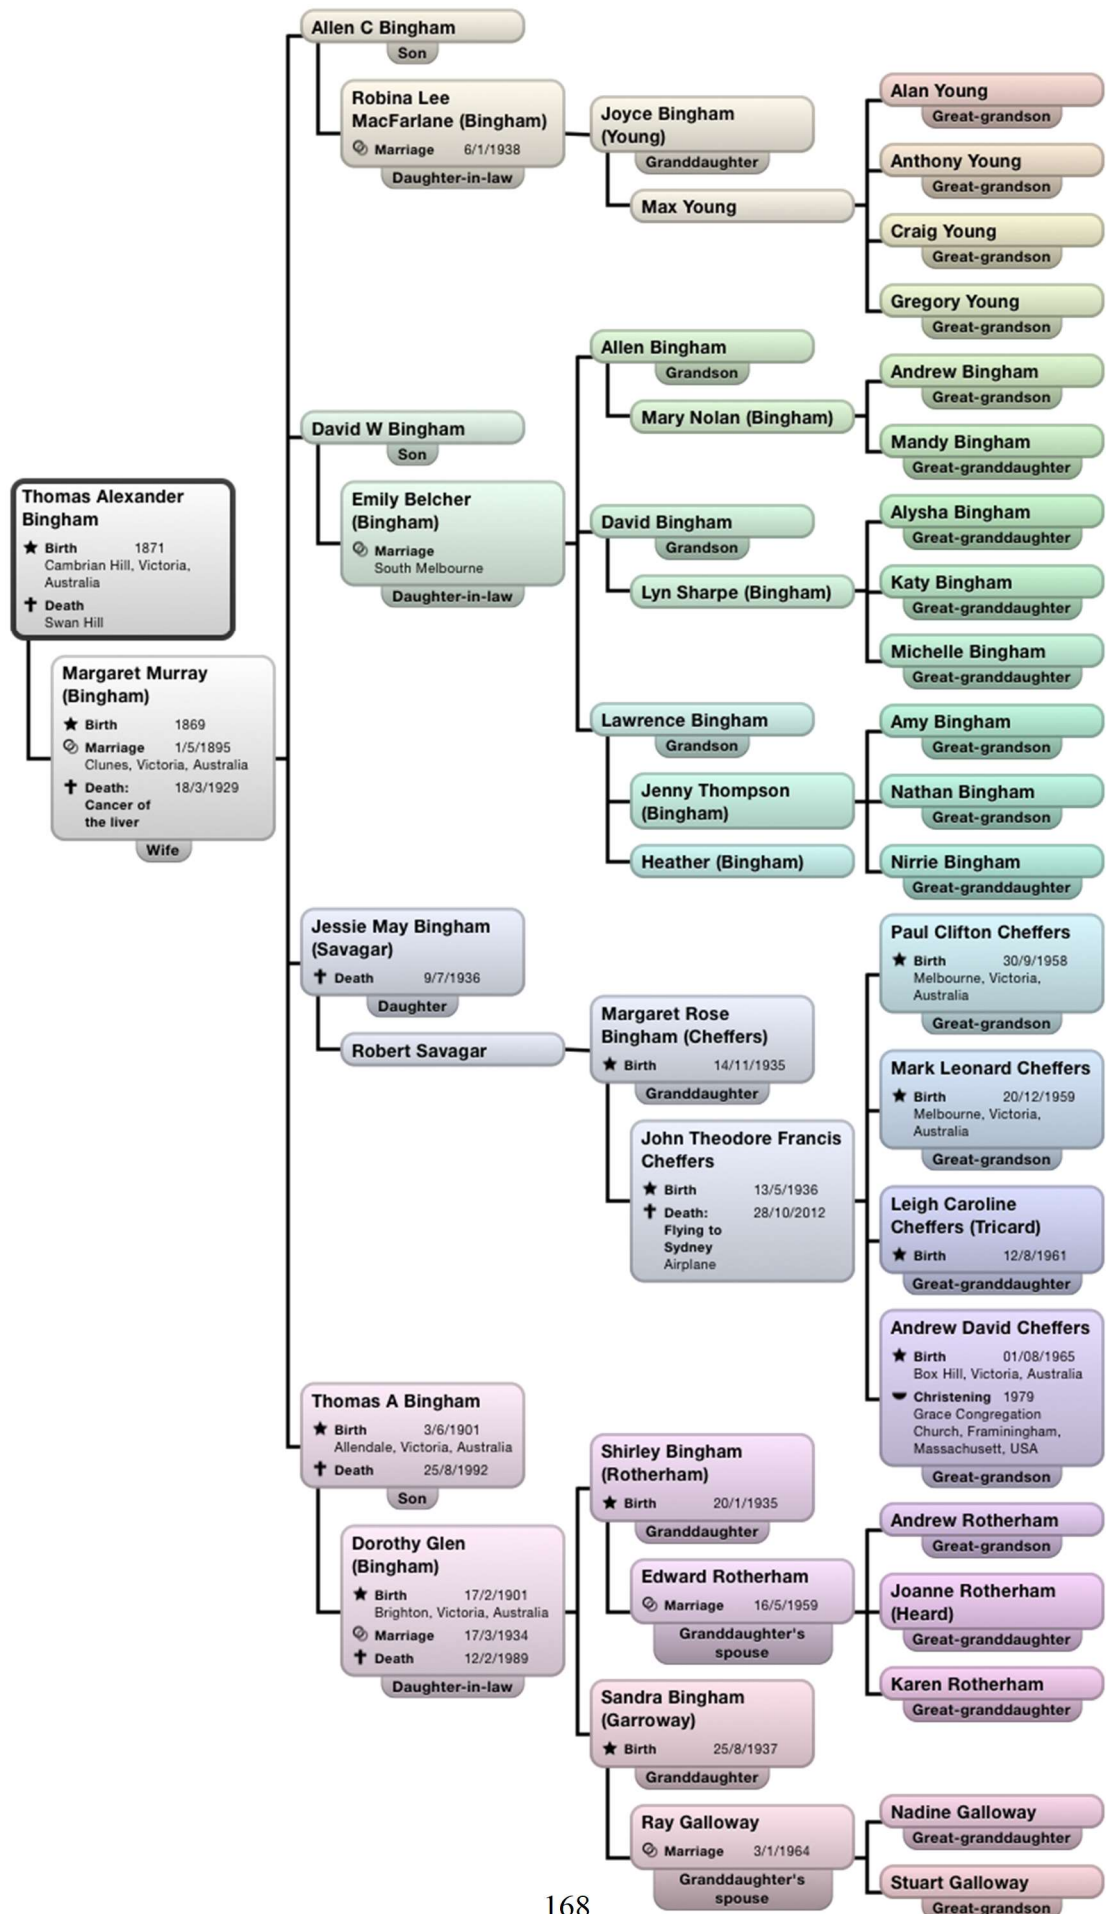 Allen C Bingham
Son
Robina Lee
MacFarlane (Bingham)
Marriage 6/1/1938
Daughter-in-law
Joyce Bingham
(Young)
Granddaughter
Max Young
Alan Young
Great-grandson
Anthony Young
Great-grandson
Craig Young
Great-grandson
Gregory Young
Great-grandson
Thomas Alexander
Bingham
Birth 1871
Cambrian Hill, Victoria,
Australia
Death
Swan Hill
Margaret Murray
(Bingham)
Birth 1869
Marriage 1/5/1895
Clunes, Victoria, Australia
Death: 18/3/1929
Cancer of
the liver
Wife
David W Bingham
Son
Emily Belcher
(Bingham)
Marriage
South Melbourne
Daughter-in-law
Allen Bingham
Grandson
Mary Nolan (Bingham)
Andrew Bingham
Great-grandson
Mandy Bingham
Great-granddaughter
David Bingham
Grandson
Lyn Sharpe (Bingham)
Alysha Bingham
Great-granddaughter
Katy Bingham
Great-granddaughter
Michelle Bingham
Great-granddaughter
Lawrence Bingham
Grandson
Jenny Thompson
(Bingham)
Heather (Bingham)
Amy Bingham
Great-grandson
Nathan Bingham
Great-grandson
Nirrie Bingham
Great-granddaughter
Jessie May Bingham
(Savagar)
Death 9/7/1936
Daughter
Robert Savagar
Margaret Rose
Bingham (Cheffers)
Birth 14/11/1935
Granddaughter
John Theodore Francis
Cheffers
Birth 13/5/1936
Death: 28/10/2012
Flying to
Sydney
Airplane
Paul Clifton Cheffers
Birth 30/9/1958
Melbourne, Victoria,
Australia
Great-grandson
Mark Leonard Cheffers
Birth 20/12/1959
Melbourne, Victoria,
Australia
Great-grandson
Leigh Caroline
Cheffers (Tricard)
Birth 12/8/1961
Great-granddaughter
Andrew David Cheffers
Birth 01/08/1965
Box Hill, Victoria, Australia
Christening 1979
Grace Congregation
Church, Framiningham,
Massachusett, USA
Great-grandson
Thomas A Bingham
Birth 3/6/1901
Allendale, Victoria, Australia
Death 25/8/1992
Son
Dorothy Glen
(Bingham)
Birth 17/2/1901
Brighton, Victoria, Australia
Marriage 17/3/1934
Death 12/2/1989
Daughter-in-law
Shirley Bingham
(Rotherham)
Birth 20/1/1935
Granddaughter
Edward Rotherham
Marriage 16/5/1959
Granddaughter's
spouse
Andrew Rotherham
Great-grandson
Joanne Rotherham
(Heard)
Great-granddaughter
Karen Rotherham
Great-granddaughter
Sandra Bingham
(Garroway)
Birth 25/8/1937
Granddaughter
Ray Galloway
Marriage 3/1/1964
Granddaughter's
spouse
Nadine Galloway
Great-granddaughter
Stuart Galloway
Great-grandson
168